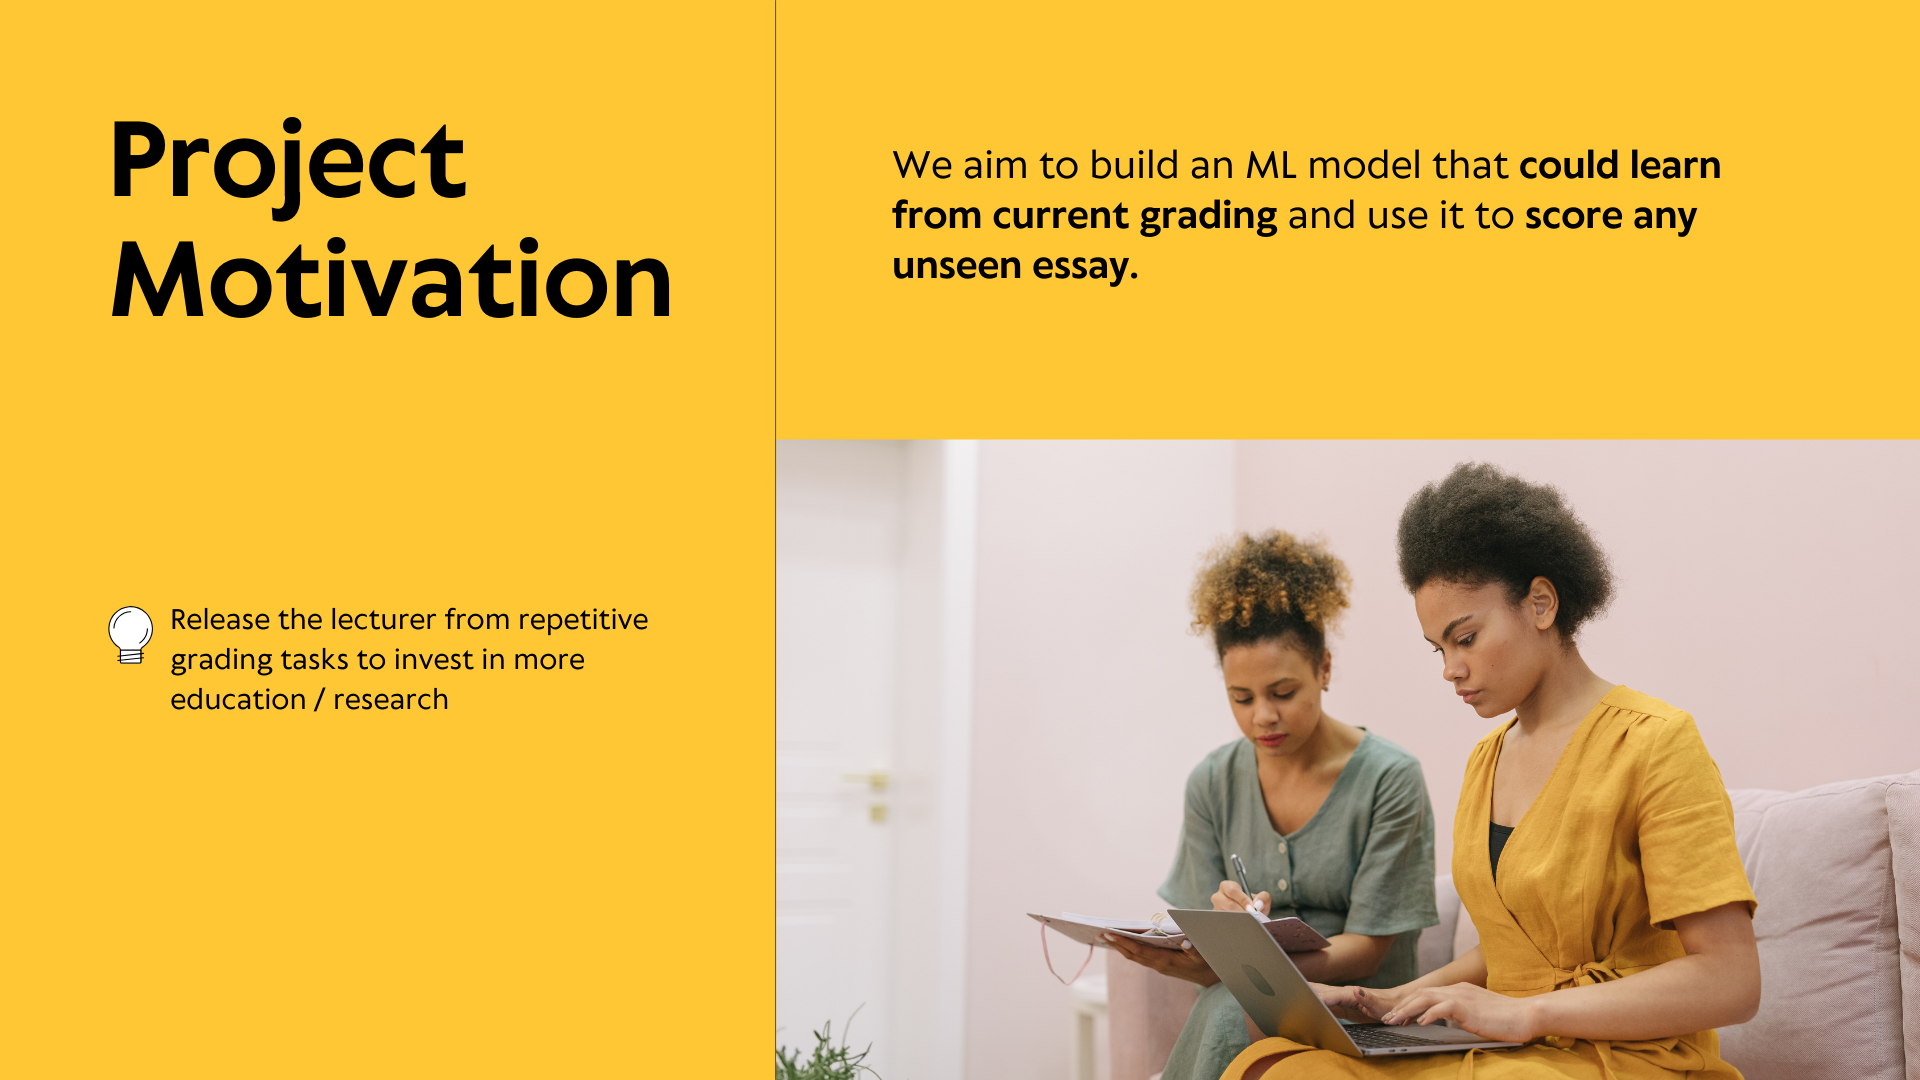 Project
Motivation
Release the lecturer from repetitive
grading tasks to invest in more
education / research
We aim to build an ML model that could learn
from current grading and use it to score any
unseen essay.